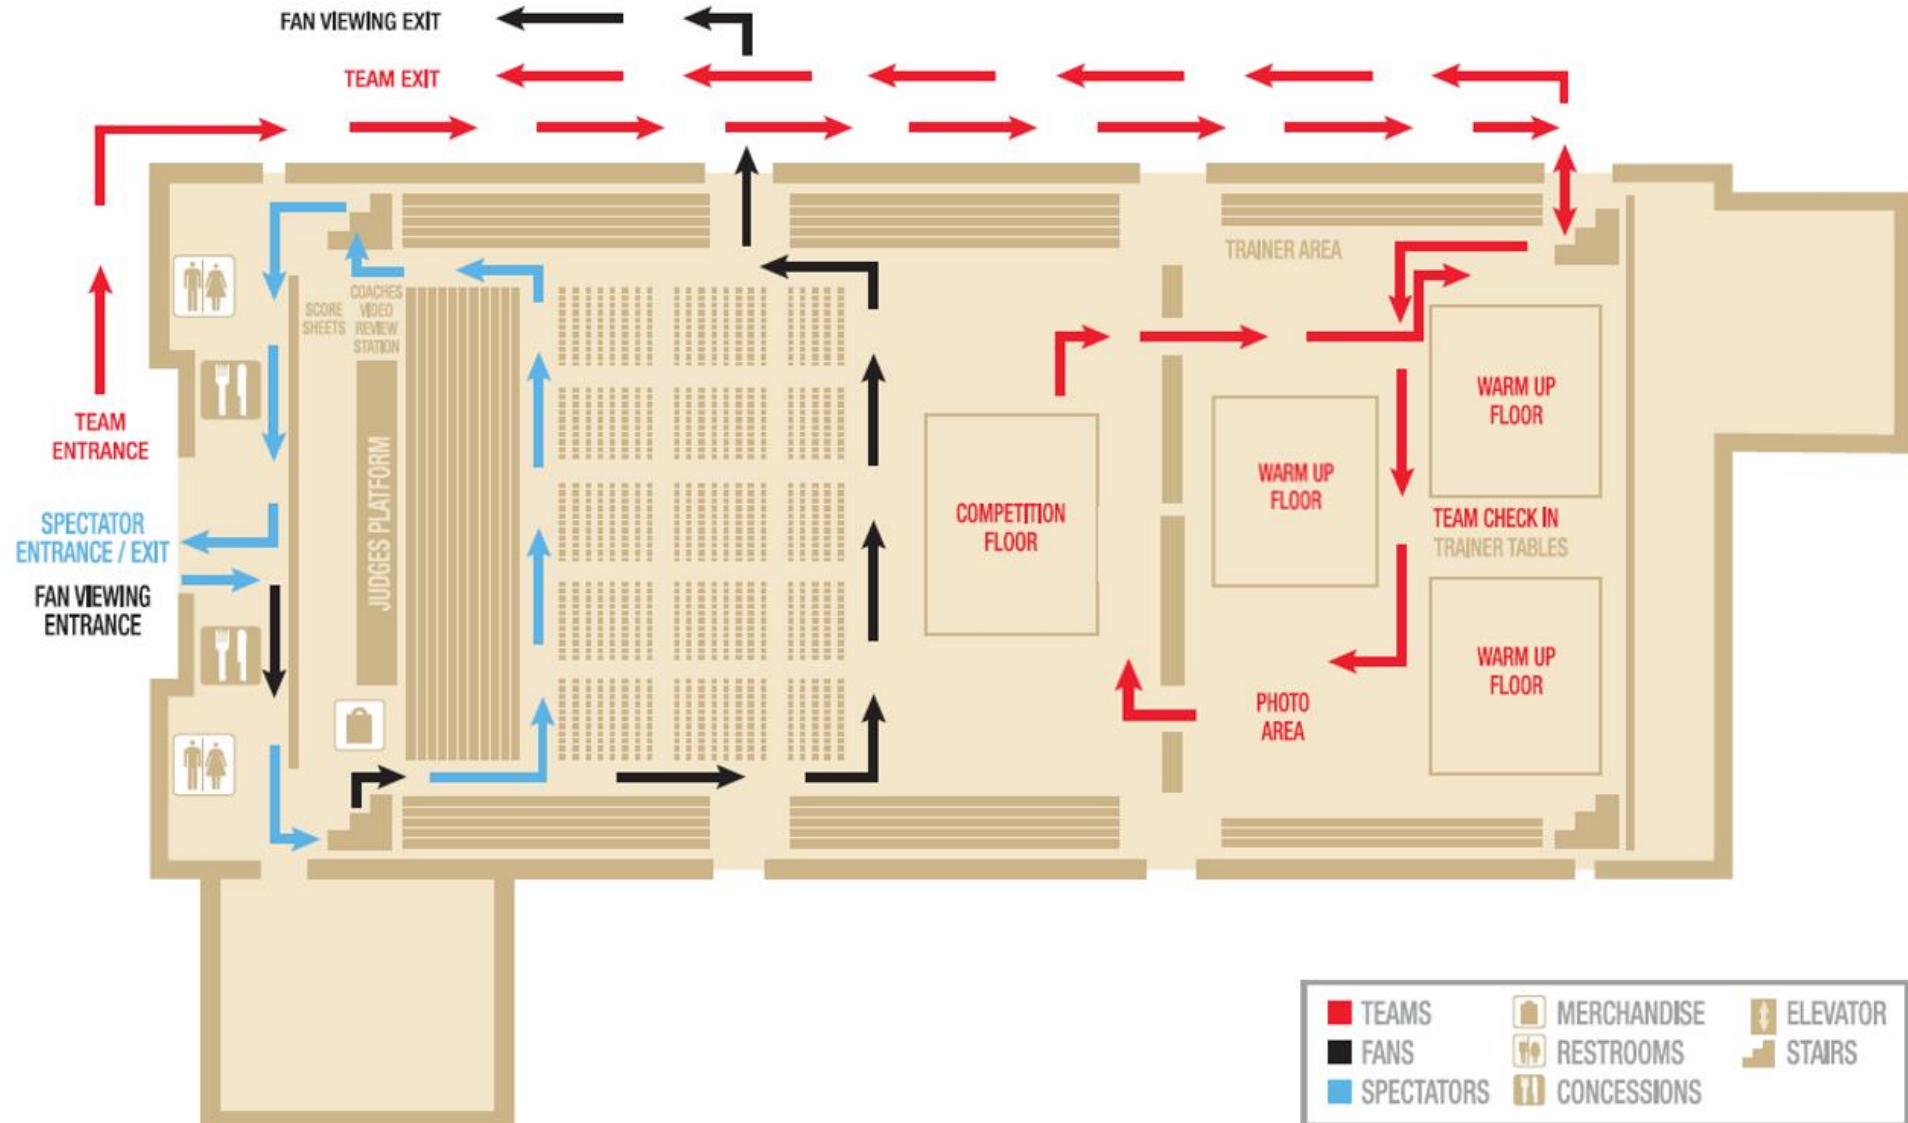 FAN VIEWING EXIT
TEAM EXIT
TRAINER AREA
SCORE
SHEETS
COACHES
VIDEO
REVIEW
STATION
TEAM
ENTRANCE
WARM UP
FLOOR
JUDGES PLATFORM
WARM UP
FLOOR
COMPETITION
FLOOR
SPECTATOR
ENTRANCE / EXIT
TEAM CHECK IN
TRAINER TABLES
FAN VIEWING
ENTRANCE
WARM UP
FLOOR
PHOTO
AREA
TEAMS
FANS
SPECTATORS
MERCHANDISE
RESTROOMS
CONCESSIONS
ELEVATOR
STAIRS